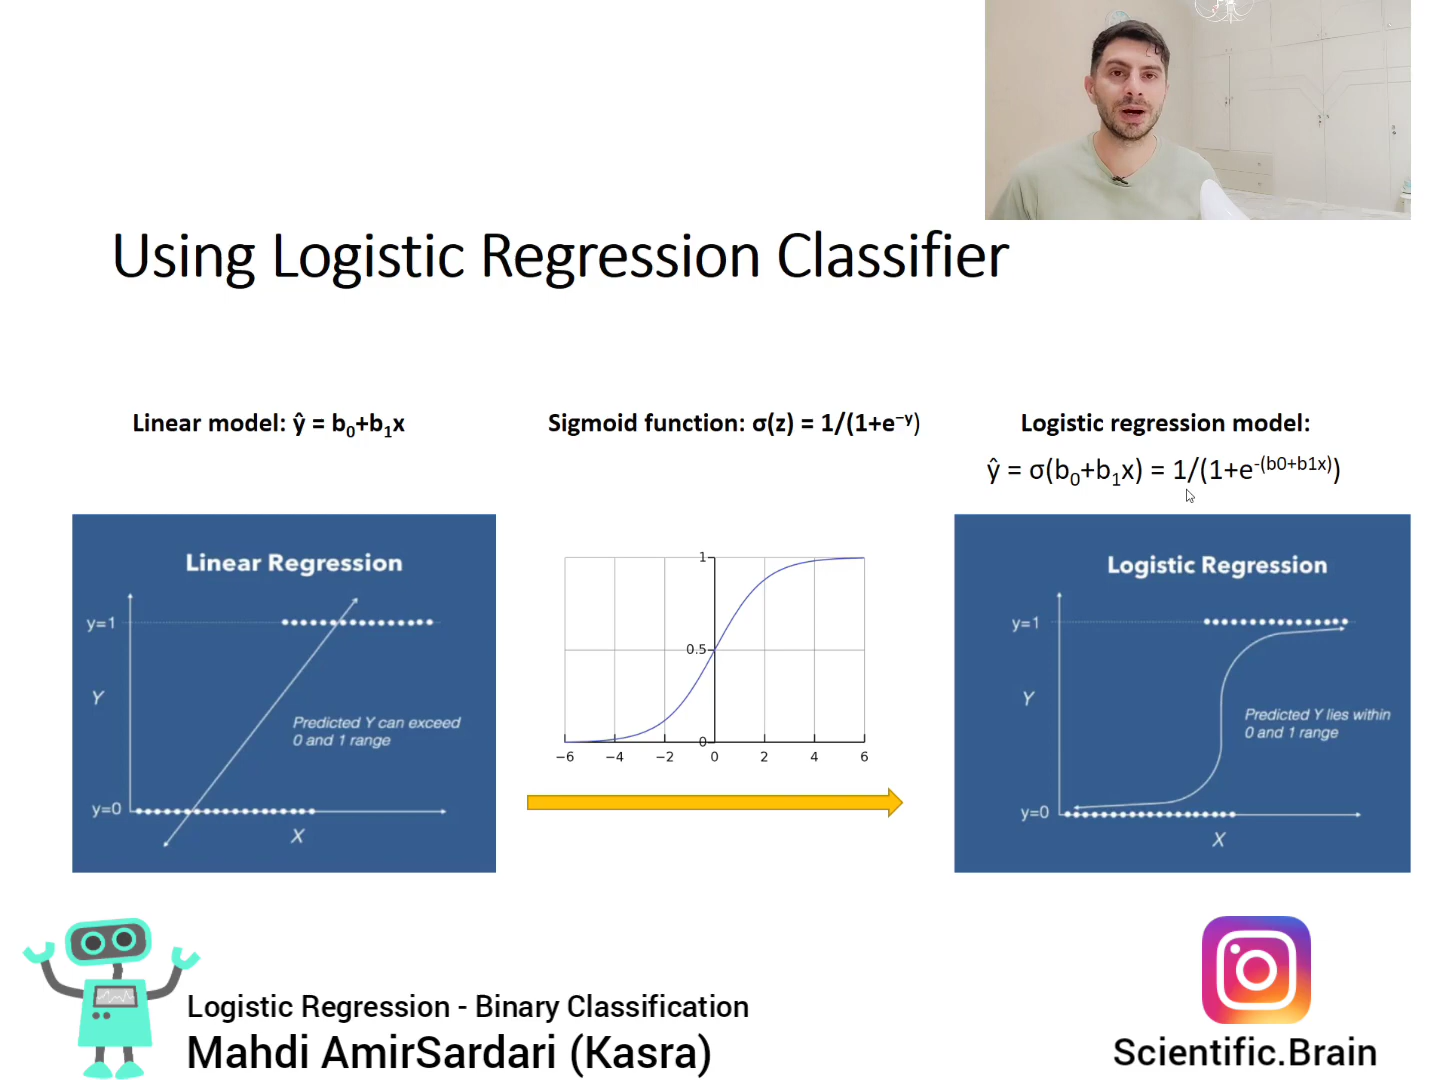 Using Logistic Regression Classifier
Linear model: ŷ = b₀+b₁x
Sigmoid function: σ(z) = 1/(1+e⁻ʸ)
Logistic regression model:
ŷ = σ(b₀+b₁x) = 1/(1+e^-(b0+b1x))
Linear Regression
y=1
Y
Predicted Y can exceed
0 and 1 range
y=0
X
1
0.5
0
−6 −4 −2 0 2 4 6
Logistic Regression
y=1
Y
Predicted Y lies within
0 and 1 range
y=0
X
Logistic Regression - Binary Classification
Mahdi AmirSardari (Kasra)
Scientific.Brain